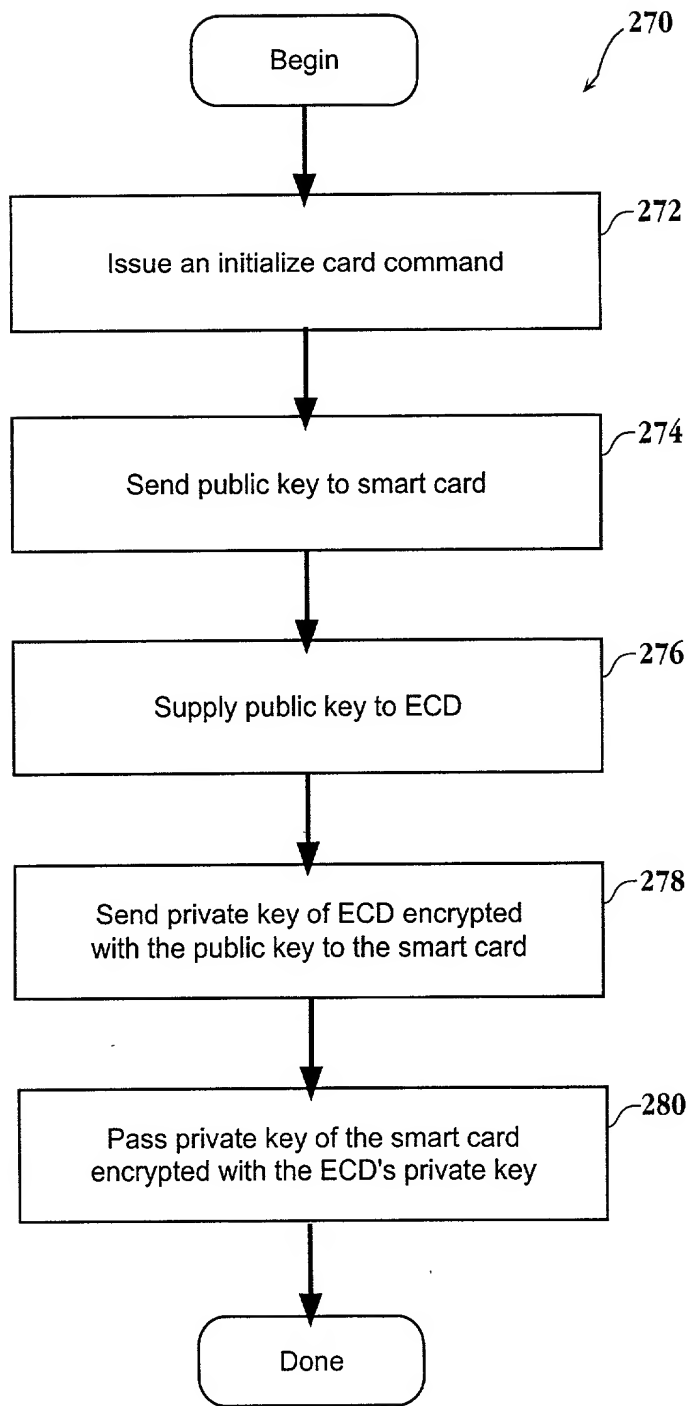 270
Begin
272
Issue an initialize card command
274
Send public key to smart card
276
Supply public key to ECD
278
Send private key of ECD encrypted
with the public key to the smart card
280
Pass private key of the smart card
encrypted with the ECD's private key
Done